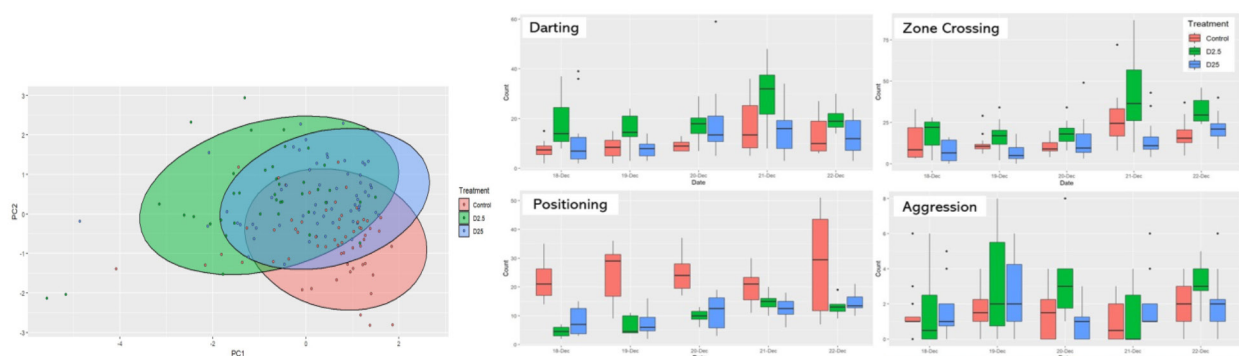 3
2
1
0
-1
-2
-3
PC2
-4
-2
0
2
PC1
Treatment
Control
D2.5
D25
Darting
60
40
20
0
Count
18-Dec
19-Dec
20-Dec
21-Dec
22-Dec
Date
Zone Crossing
75
50
25
0
Count
18-Dec
19-Dec
20-Dec
21-Dec
22-Dec
Date
Treatment
Control
D2.5
D25
Positioning
50
40
30
20
10
0
Count
18-Dec
19-Dec
20-Dec
21-Dec
22-Dec
Date
Aggression
8
6
4
2
0
Count
18-Dec
19-Dec
20-Dec
21-Dec
22-Dec
Date